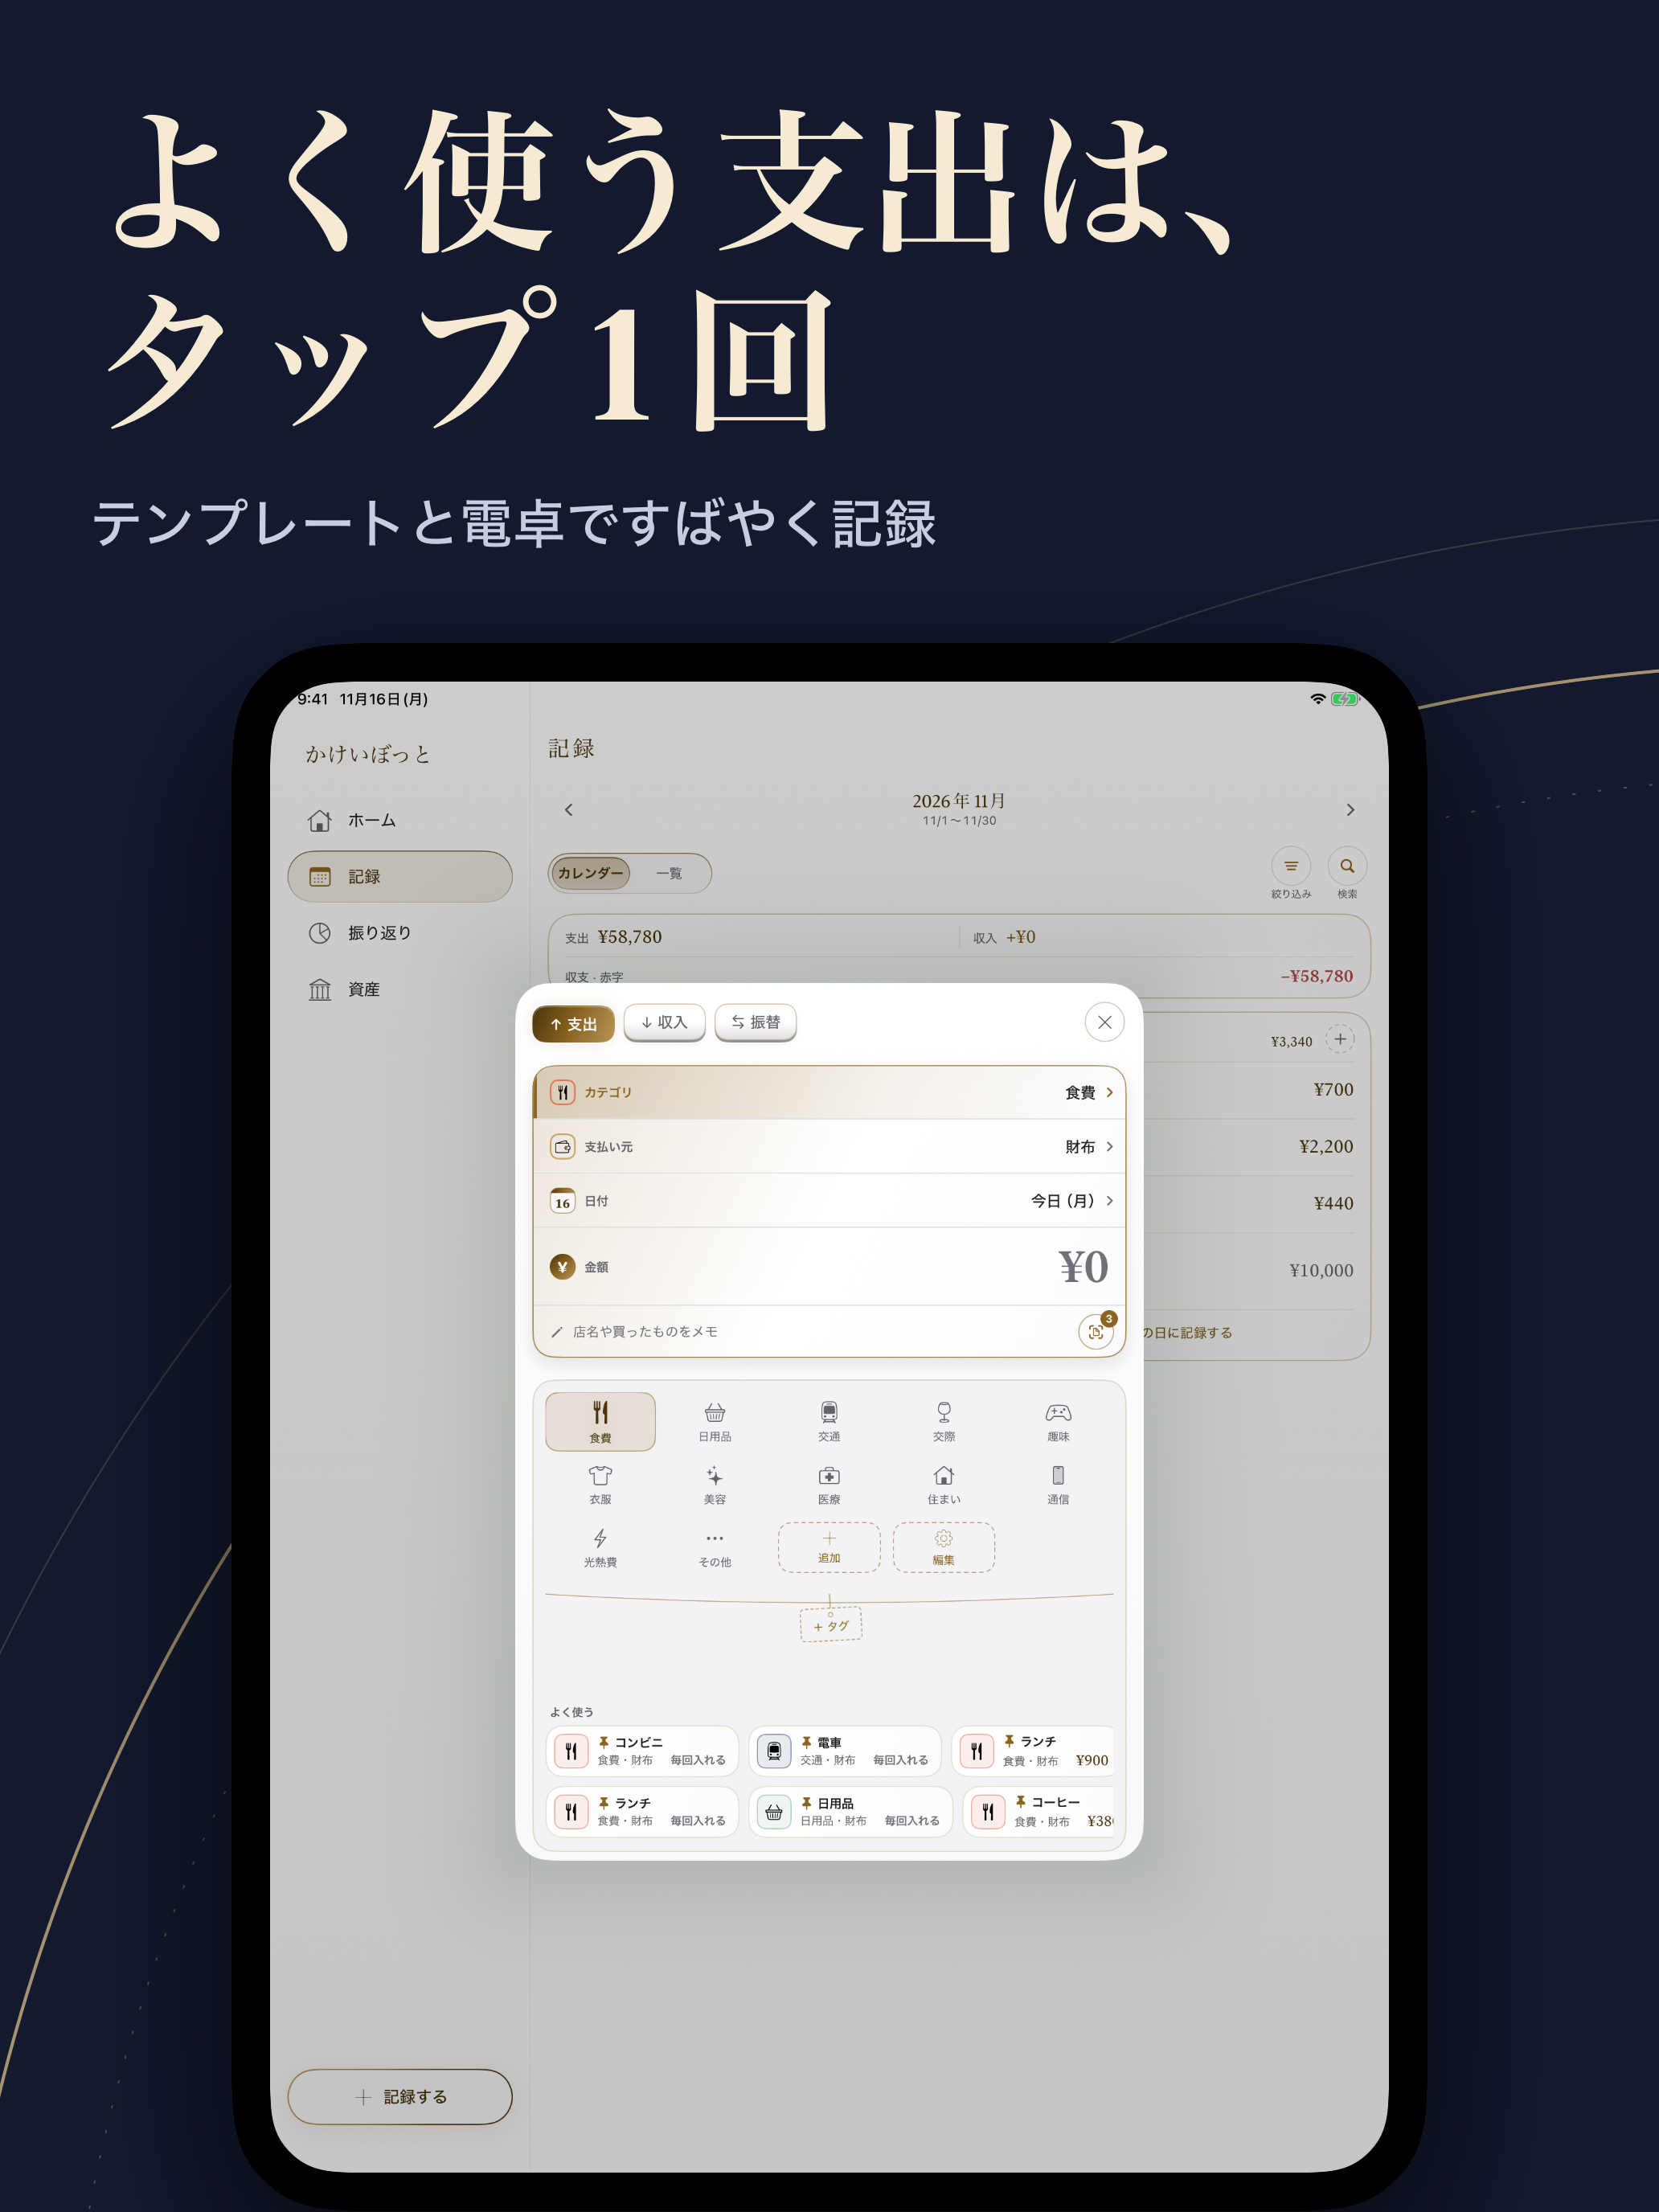 よく使う支出は、
タップ1回
テンプレートと電卓ですばやく記録
9:41 11月16日(月)
かけいぼっと
ホーム
記録
振り返り
資産
記録する
記録
2026年 11月
11/1～11/30
カレンダー 一覧
絞り込み 検索
支出 ¥58,780 収入 +¥0
収支・赤字 −¥58,780
¥3,340
¥700
¥2,200
¥440
¥10,000
の日に記録する
支出 収入 振替
カテゴリ 食費
支払い元 財布
16 日付 今日（月）
¥ 金額 ¥0
店名や買ったものをメモ 3
食費 日用品 交通 交際 趣味
衣服 美容 医療 住まい 通信
光熱費 その他 追加 編集
+ タグ
よく使う
コンビニ 電車 ランチ
食費・財布 毎回入れる 交通・財布 毎回入れる 食費・財布 ¥900
ランチ 日用品 コーヒー
食費・財布 毎回入れる 日用品・財布 毎回入れる 食費・財布